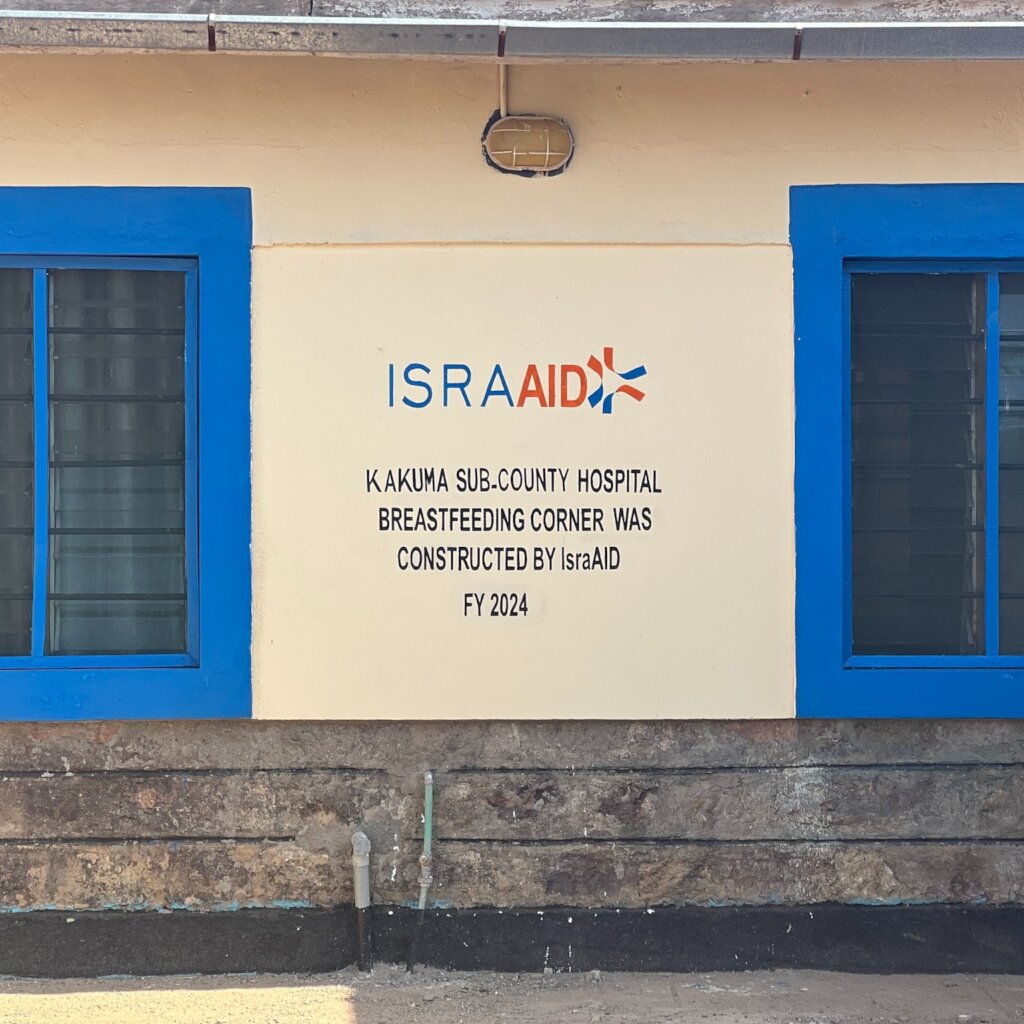 ISRAAID
KAKUMA SUB-COUNTY HOSPITAL
BREASTFEEDING CORNER WAS
CONSTRUCTED BY IsraAID
FY 2024